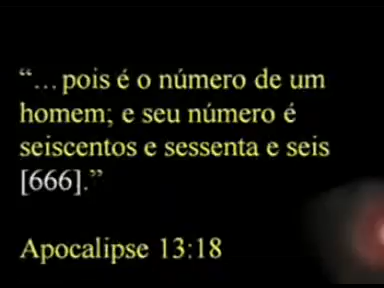 “... pois é o número de um
homem; e seu número é
seiscentos e sessenta e seis
[666].”
Apocalipse 13:18